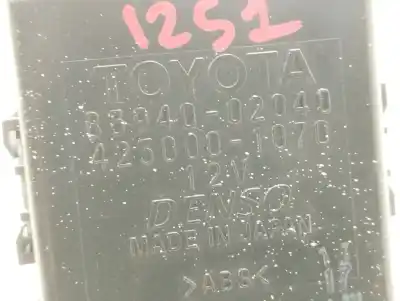 1251
TOYOTA
88940-02040
425000-1070
12V
DENSO
MADE IN JAPAN
>ABS<